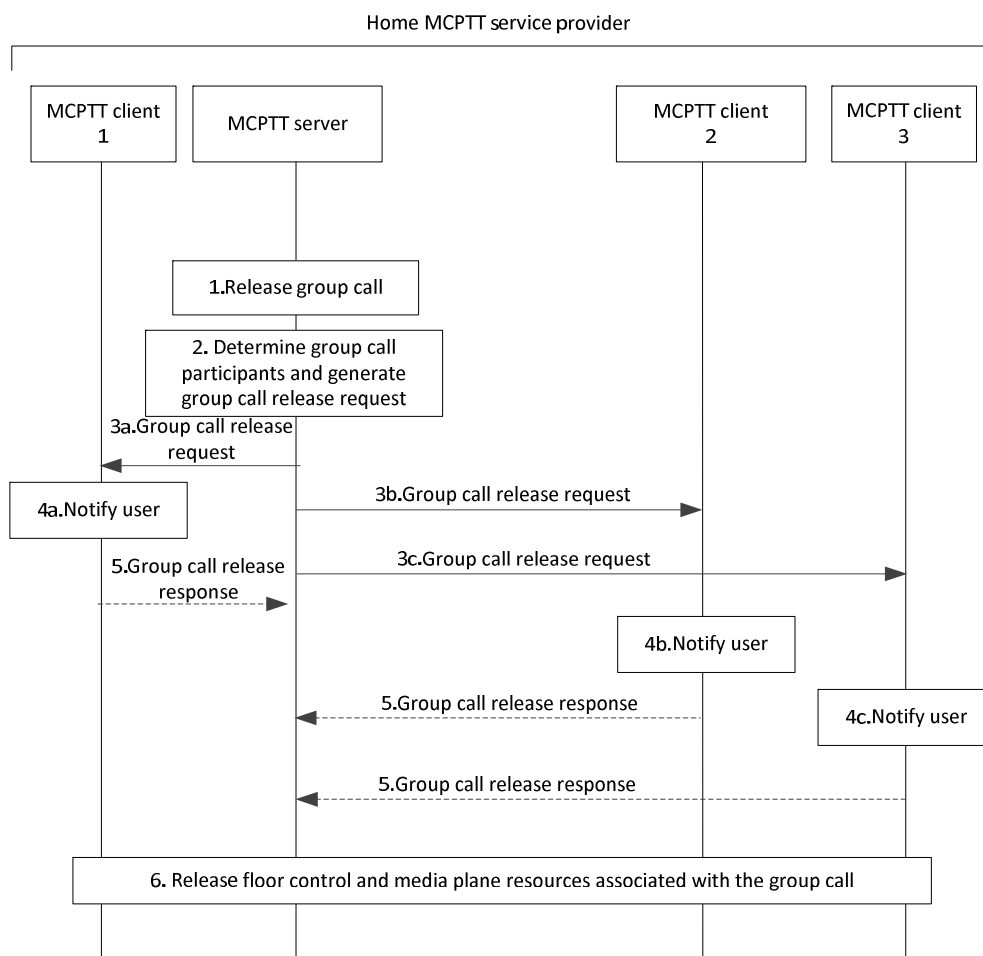 Home MCPTT service provider
MCPTT client
1
MCPTT server
MCPTT client
2
MCPTT client
3
1.Release group call
2. Determine group call
participants and generate
group call release request
3a.Group call release
request
3b.Group call release request
4a.Notify user
3c.Group call release request
5.Group call release
response
4b.Notify user
5.Group call release response
4c.Notify user
5.Group call release response
6. Release floor control and media plane resources associated with the group call